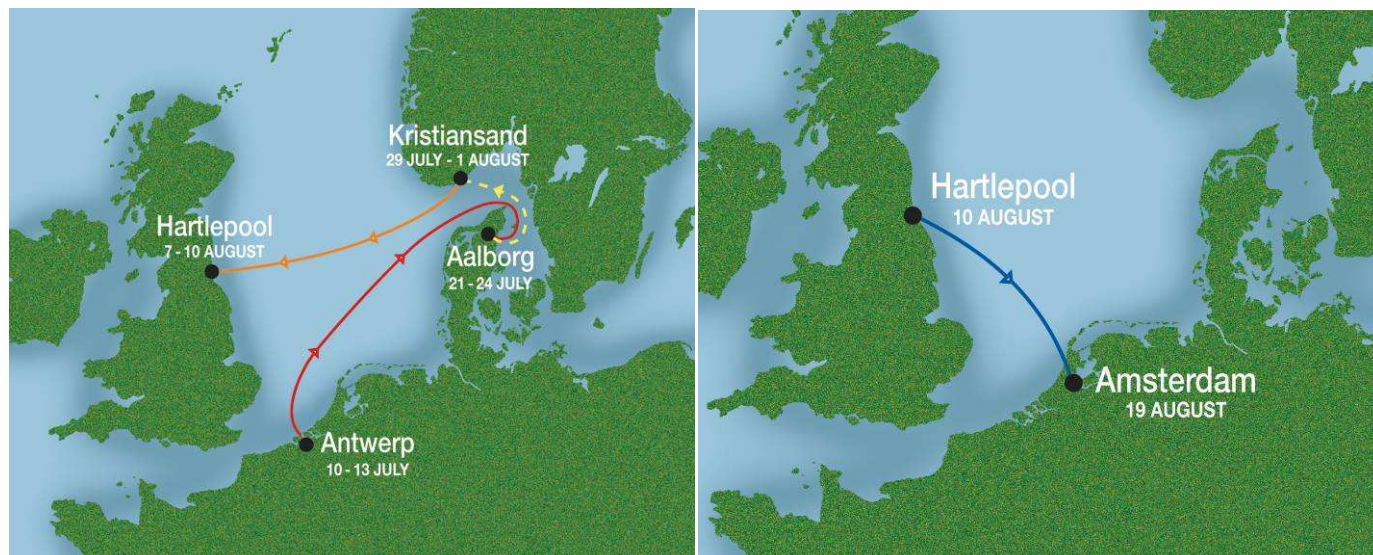 Kristiansand
29 JULY - 1 AUGUST
Hartlepool
7 - 10 AUGUST
Aalborg
21 - 24 JULY
Antwerp
10 - 13 JULY
Hartlepool
10 AUGUST
Amsterdam
19 AUGUST